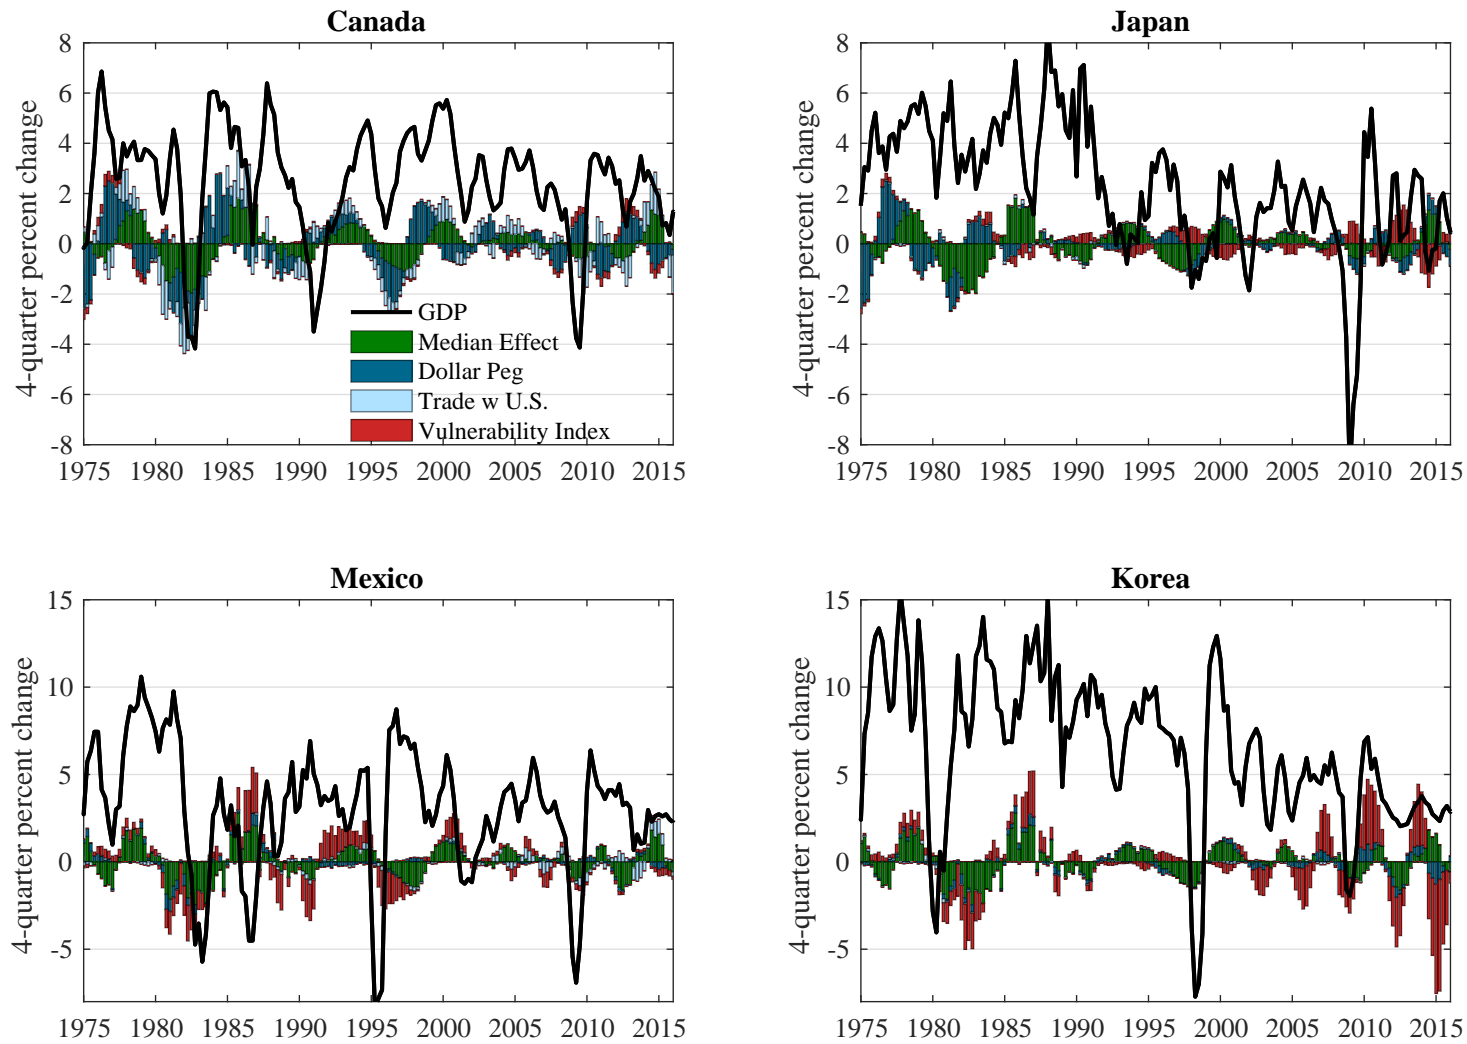 Canada
4-quarter percent change
8
6
4
2
0
-2
-4
-6
-8
GDP
Median Effect
Dollar Peg
Trade w U.S.
Vulnerability Index
1975 1980 1985 1990 1995 2000 2005 2010 2015
Japan
4-quarter percent change
8
6
4
2
0
-2
-4
-6
-8
1975 1980 1985 1990 1995 2000 2005 2010 2015
Mexico
4-quarter percent change
15
10
5
0
-5
1975 1980 1985 1990 1995 2000 2005 2010 2015
Korea
4-quarter percent change
15
10
5
0
-5
1975 1980 1985 1990 1995 2000 2005 2010 2015